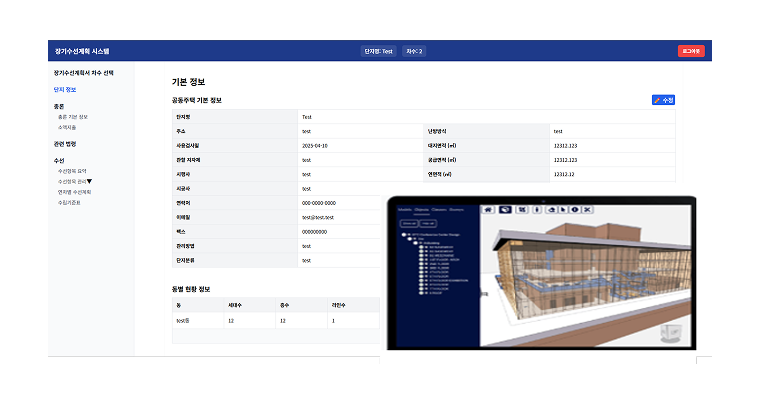 장기수선계획 시스템
단지명: Test
차수: 2
로그아웃
장기수선계획서 차수 선택
단지 정보
총론
총론 기본 정보
수액사율
관련 법령
수선
수선항목 요약
수선항목 관리▼
연차별 수선계획
수립기준표
기본 정보
공동주택 기본 정보
수정
단지명 Test
주소 test 난방방식 test
사용검사일 2025-04-10 대지면적 (㎡) 12312.123
관할 지자체 test 공급면적 (㎡) 12312.123
시행사 test 연면적 (㎡) 12312.12
시공사 test
연락처 000-0000-0000
이메일 test@test.test
팩스 000000000
관리방법 test
단지분류 test
동별 현황 정보
동 세대수 층수 라인수
test동 12 12 1